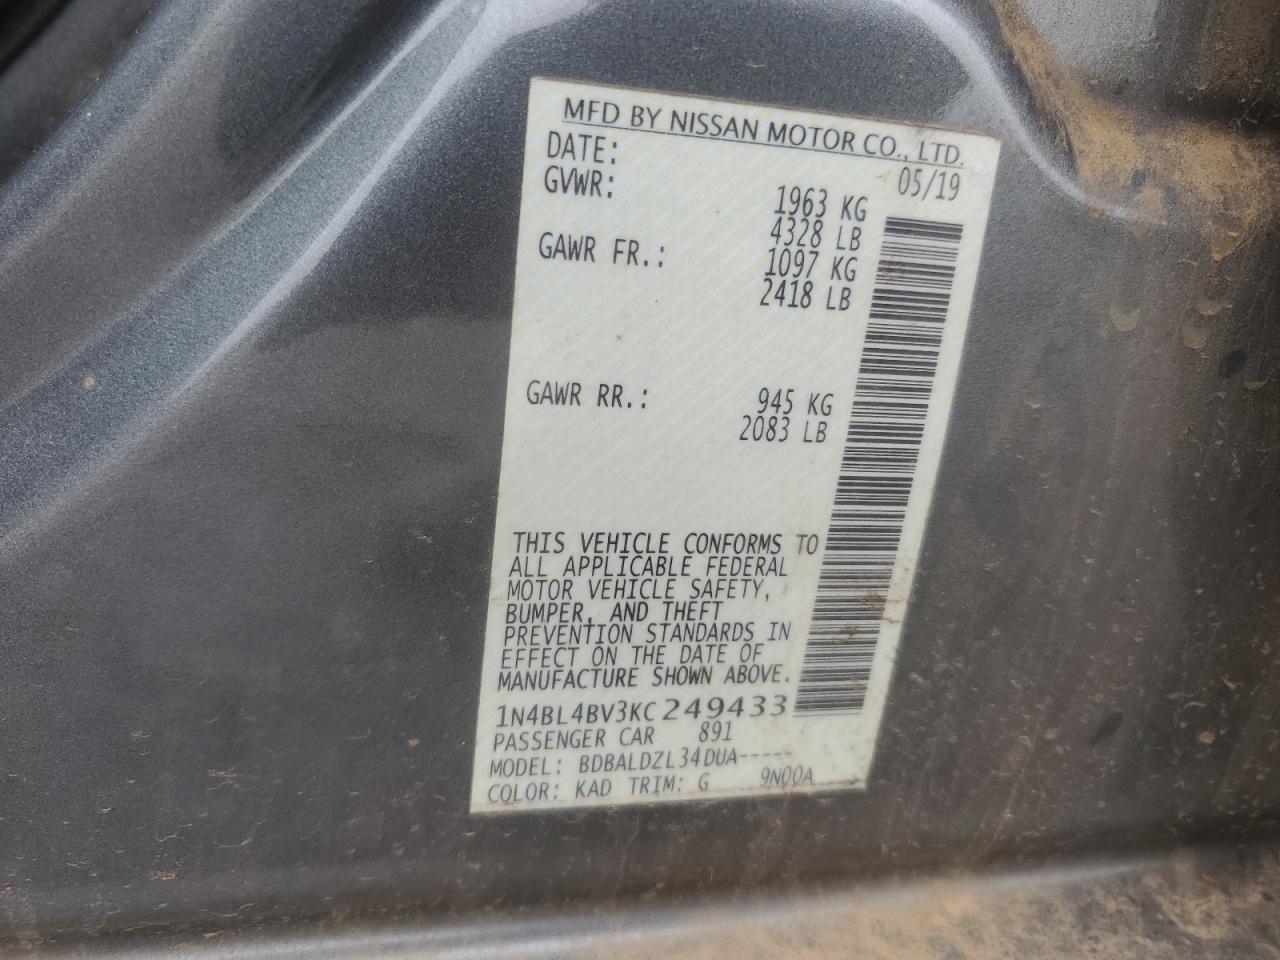 MFD BY NISSAN MOTOR CO., LTD.
DATE: 05/19
GVWR: 1963 KG
4328 LB
GAWR FR.: 1097 KG
2418 LB
GAWR RR.: 945 KG
2083 LB
THIS VEHICLE CONFORMS TO
ALL APPLICABLE FEDERAL
MOTOR VEHICLE SAFETY,
BUMPER, AND THEFT
PREVENTION STANDARDS IN
EFFECT ON THE DATE OF
MANUFACTURE SHOWN ABOVE.
1N4BL4BV3KC249433
PASSENGER CAR 891
MODEL: BDBALDZL34DUA-----
COLOR: KAD TRIM: G 9N00A